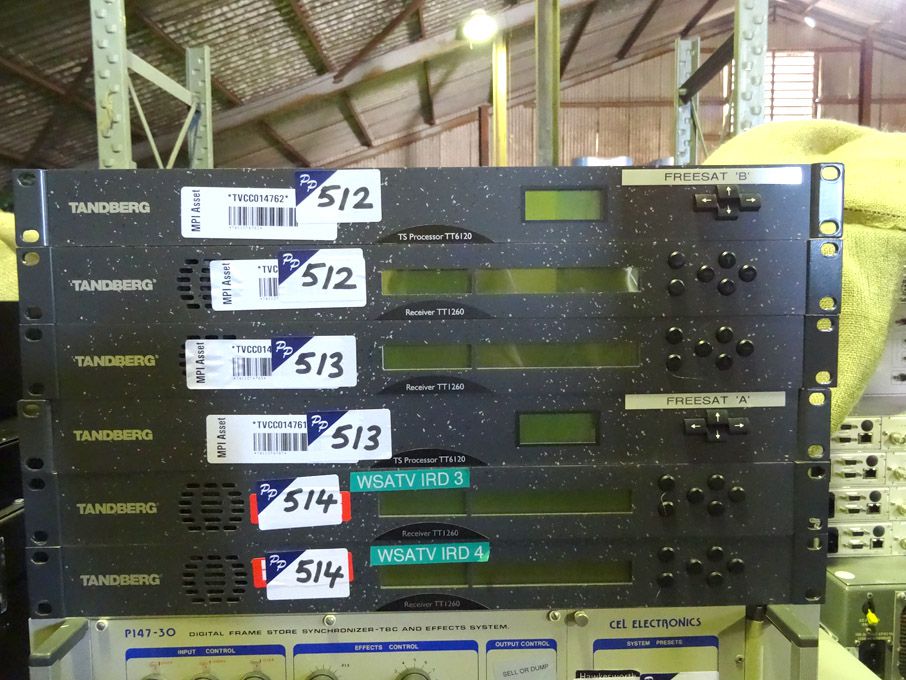 FREESAT 'B'
TANDBERG
MPI Asset
*TVCC014762*
PP
512
TS Processor TT6120
TANDBERG
MPI Asset
*TVC
PP
512
Receiver TT1260
TANDBERG
MPI Asset
*TVCC014
PP
513
Receiver TT1260
FREESAT 'A'
TANDBERG
MPI Asset
*TVCC014761
PP
513
TS Processor TT6120
WSATV IRD 3
TANDBERG
PP
514
Receiver TT1260
WSATV IRD 4
TANDBERG
PP
514
Receiver TT1260
P147-30 DIGITAL FRAME STORE SYNCHRONIZER-TBC AND EFFECTS SYSTEM.
CEL ELECTRONICS
INPUT CONTROL
EFFECTS CONTROL
OUTPUT CONTROL
SYSTEM PRESETS
SELL OR DUMP